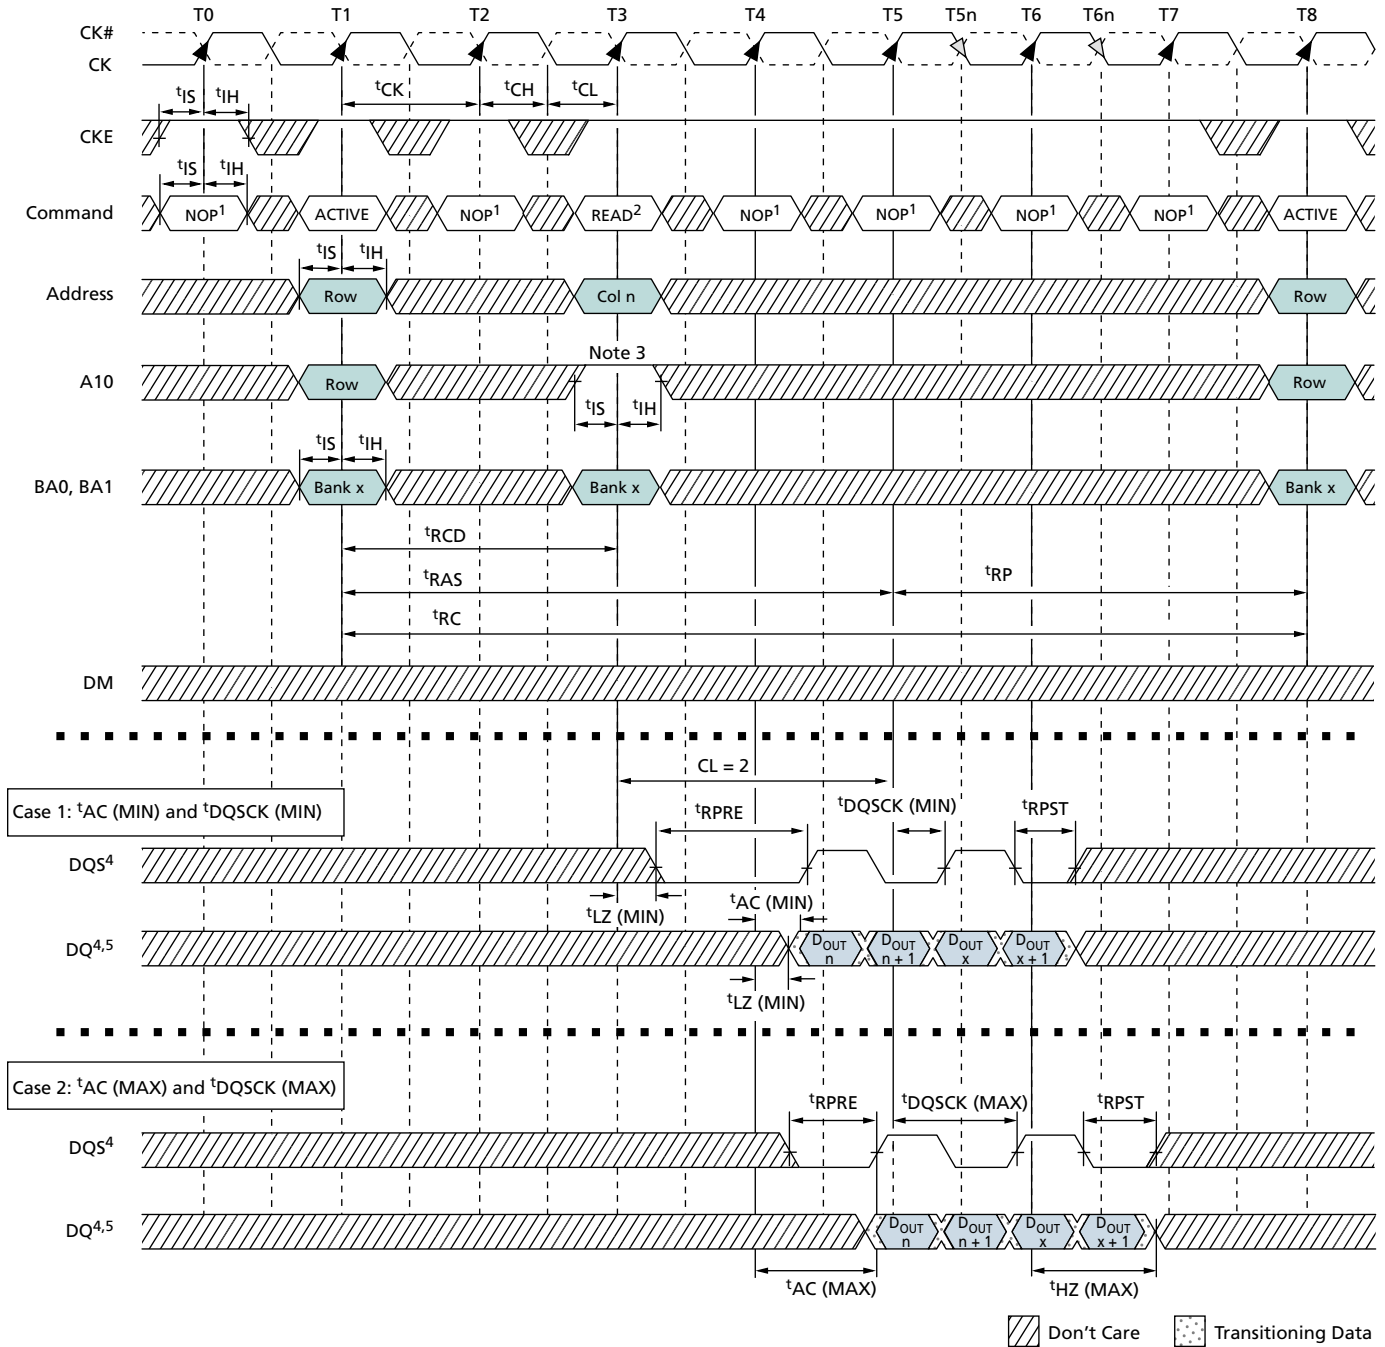 T0 T1 T2 T3 T4 T5 T5n T6 T6n T7 T8
CK#
CK
tIS tIH tCK tCH tCL
CKE
tIS tIH
Command NOP1 ACTIVE NOP1 READ2 NOP1 NOP1 NOP1 NOP1 ACTIVE
tIS tIH
Address Row Col n Row
Note 3
A10 Row Row
tIS tIH
tIS tIH
BA0, BA1 Bank x Bank x Bank x
tRCD
tRAS tRP
tRC
DM
CL = 2
Case 1: tAC (MIN) and tDQSCK (MIN)
tRPRE tDQSCK (MIN) tRPST
DQS4
tLZ (MIN) tAC (MIN)
DQ4,5 DOUT n DOUT n + 1 DOUT x DOUT x + 1
tLZ (MIN)
Case 2: tAC (MAX) and tDQSCK (MAX)
tRPRE tDQSCK (MAX) tRPST
DQS4
DQ4,5 DOUT n DOUT n + 1 DOUT x DOUT x + 1
tAC (MAX) tHZ (MAX)
Don't Care Transitioning Data